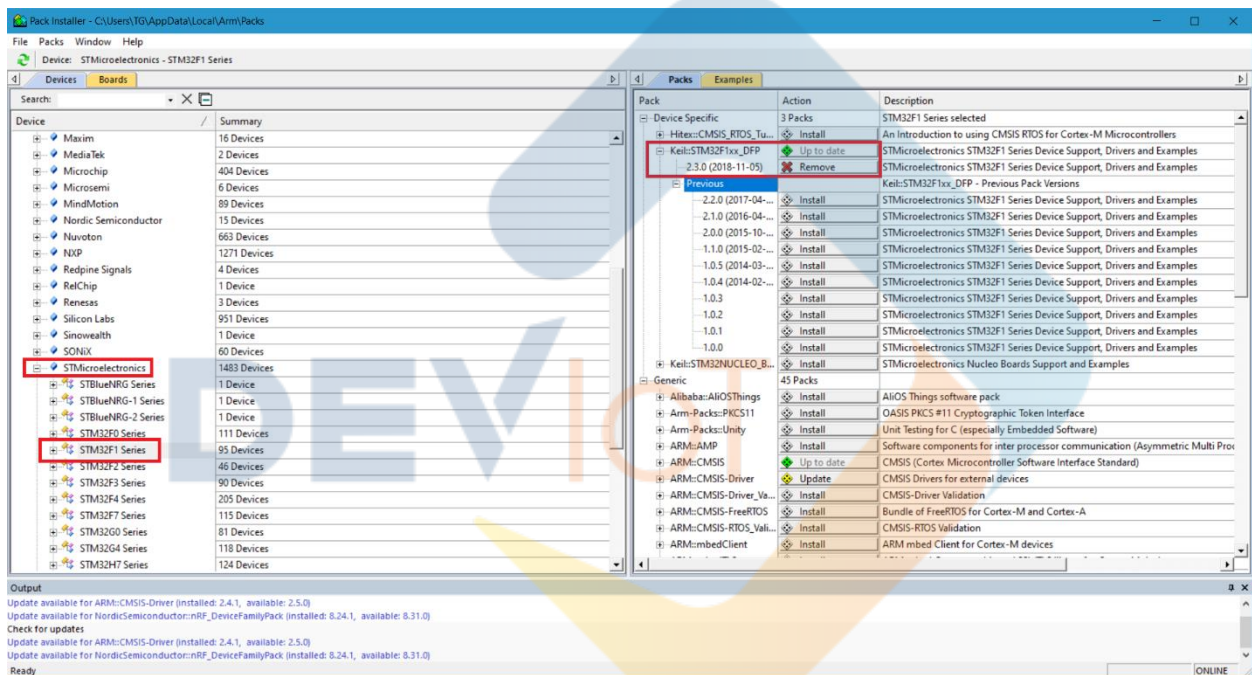 Pack Installer - C:\Users\TG\AppData\Local\Arm\Packs
File Packs Window Help
Device: STMicroelectronics - STM32F1 Series
Devices Boards
Search:
Device / Summary
Maxim 16 Devices
MediaTek 2 Devices
Microchip 404 Devices
Microsemi 6 Devices
MindMotion 89 Devices
Nordic Semiconductor 15 Devices
Nuvoton 663 Devices
NXP 1271 Devices
Redpine Signals 4 Devices
RelChip 1 Device
Renesas 3 Devices
Silicon Labs 951 Devices
Sinowealth 1 Device
SONiX 60 Devices
STMicroelectronics 1483 Devices
STBlueNRG Series 1 Device
STBlueNRG-1 Series 1 Device
STBlueNRG-2 Series 1 Device
STM32F0 Series 111 Devices
STM32F1 Series 95 Devices
STM32F2 Series 46 Devices
STM32F3 Series 90 Devices
STM32F4 Series 205 Devices
STM32F7 Series 115 Devices
STM32G0 Series 81 Devices
STM32G4 Series 118 Devices
STM32H7 Series 124 Devices
Packs Examples
Pack Action Description
Device Specific 3 Packs STM32F1 Series selected
Hitex::CMSIS_RTOS_Tu... Install An Introduction to using CMSIS RTOS for Cortex-M Microcontrollers
Keil::STM32F1xx_DFP Up to date STMicroelectronics STM32F1 Series Device Support, Drivers and Examples
2.3.0 (2018-11-05) Remove STMicroelectronics STM32F1 Series Device Support, Drivers and Examples
Previous Keil::STM32F1xx_DFP - Previous Pack Versions
2.2.0 (2017-04-... Install STMicroelectronics STM32F1 Series Device Support, Drivers and Examples
2.1.0 (2016-04-... Install STMicroelectronics STM32F1 Series Device Support, Drivers and Examples
2.0.0 (2015-10-... Install STMicroelectronics STM32F1 Series Device Support, Drivers and Examples
1.1.0 (2015-02-... Install STMicroelectronics STM32F1 Series Device Support, Drivers and Examples
1.0.5 (2014-03-... Install STMicroelectronics STM32F1 Series Device Support, Drivers and Examples
1.0.4 (2014-02-... Install STMicroelectronics STM32F1 Series Device Support, Drivers and Examples
1.0.3 Install STMicroelectronics STM32F1 Series Device Support, Drivers and Examples
1.0.2 Install STMicroelectronics STM32F1 Series Device Support, Drivers and Examples
1.0.1 Install STMicroelectronics STM32F1 Series Device Support, Drivers and Examples
1.0.0 Install STMicroelectronics STM32F1 Series Device Support, Drivers and Examples
Keil::STM32NUCLEO_B... Install STMicroelectronics Nucleo Boards Support and Examples
Generic 45 Packs
Alibaba::AliOSThings Install AliOS Things software pack
Arm-Packs::PKCS11 Install OASIS PKCS #11 Cryptographic Token Interface
Arm-Packs::Unity Install Unit Testing for C (especially Embedded Software)
ARM::AMP Install Software components for inter processor communication (Asymmetric Multi Proc
ARM::CMSIS Up to date CMSIS (Cortex Microcontroller Software Interface Standard)
ARM::CMSIS-Driver Update CMSIS Drivers for external devices
ARM::CMSIS-Driver_Va... Install CMSIS-Driver Validation
ARM::CMSIS-FreeRTOS Install Bundle of FreeRTOS for Cortex-M and Cortex-A
ARM::CMSIS-RTOS_Vali... Install CMSIS-RTOS Validation
ARM::mbedClient Install ARM mbed Client for Cortex-M devices
DEVIOT
Output
Update available for ARM::CMSIS-Driver (installed: 2.4.1, available: 2.5.0)
Update available for NordicSemiconductor::nRF_DeviceFamilyPack (installed: 8.24.1, available: 8.31.0)
Check for updates
Update available for ARM::CMSIS-Driver (installed: 2.4.1, available: 2.5.0)
Update available for NordicSemiconductor::nRF_DeviceFamilyPack (installed: 8.24.1, available: 8.31.0)
Ready ONLINE